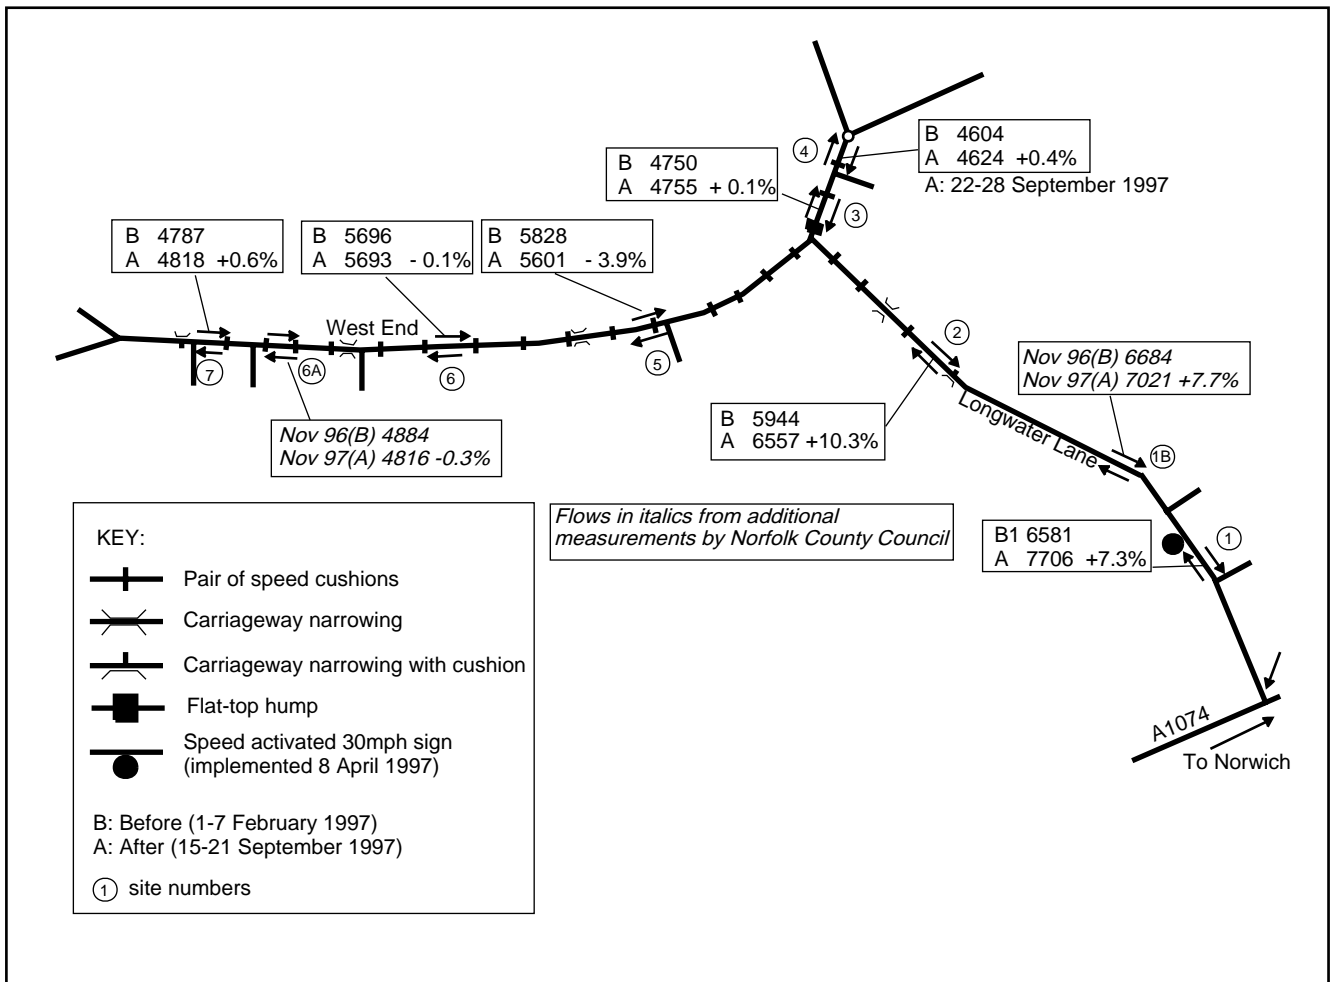 B 4604
A 4624 +0.4%
A: 22-28 September 1997
4
B 4750
A 4755 + 0.1%
3
B 4787
A 4818 +0.6%
B 5696
A 5693 - 0.1%
B 5828
A 5601 - 3.9%
West End
7
6A
6
5
2
Nov 96(B) 6684
Nov 97(A) 7021 +7.7%
Nov 96(B) 4884
Nov 97(A) 4816 -0.3%
B 5944
A 6557 +10.3%
Longwater Lane
1B
Flows in italics from additional
measurements by Norfolk County Council
B1 6581
A 7706 +7.3%
1
A1074
To Norwich
KEY:
Pair of speed cushions
Carriageway narrowing
Carriageway narrowing with cushion
Flat-top hump
Speed activated 30mph sign
(implemented 8 April 1997)
B: Before (1-7 February 1997)
A: After (15-21 September 1997)
1 site numbers